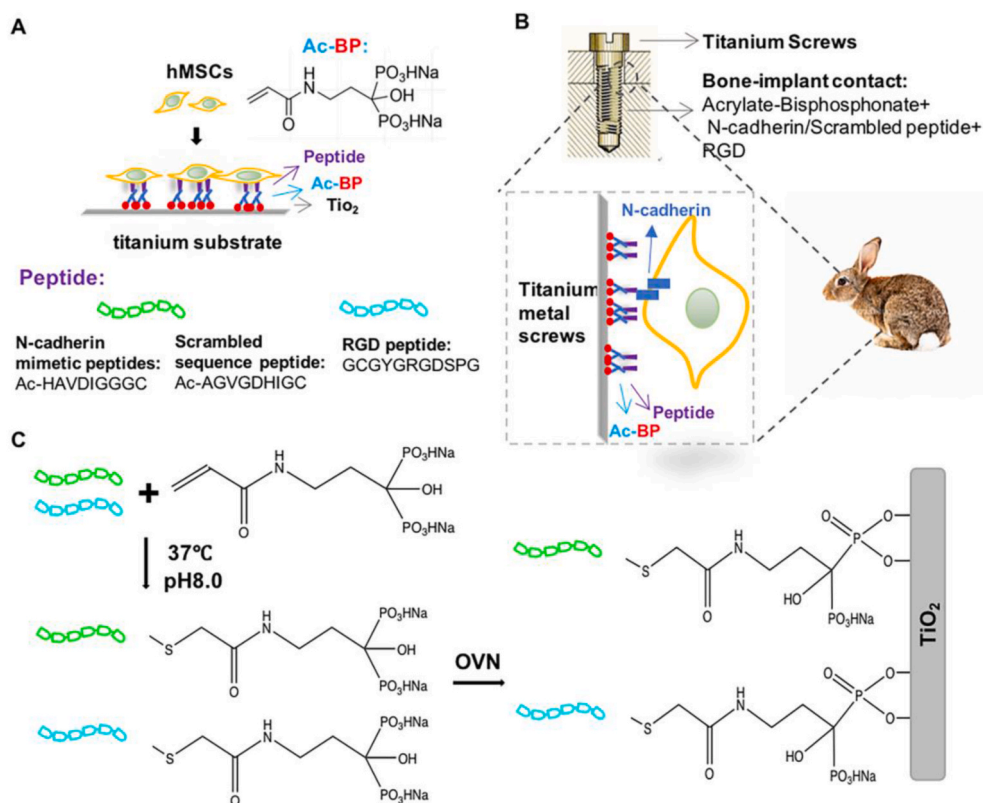 A
Ac-BP:
hMSCs
H
N
O
PO₃HNa
OH
PO₃HNa
Peptide
Ac-BP
Tio₂
titanium substrate
Peptide:
N-cadherin
mimetic peptides:
Ac-HAVDIGGGC
Scrambled
sequence peptide:
Ac-AGVGDHIGC
RGD peptide:
GCGYGRGDSPG
B
Titanium Screws
Bone-implant contact:
Acrylate-Bisphosphonate+
N-cadherin/Scrambled peptide+
RGD
N-cadherin
Titanium
metal
screws
Peptide
Ac-BP
C
+
H
N
O
PO₃HNa
OH
PO₃HNa
37℃
pH8.0
S
O
H
N
PO₃HNa
OH
PO₃HNa
S
O
H
N
PO₃HNa
OH
PO₃HNa
OVN
S
O
H
N
HO
O
P
O
O
PO₃HNa
S
O
H
N
HO
O
P
O
O
PO₃HNa
TiO₂